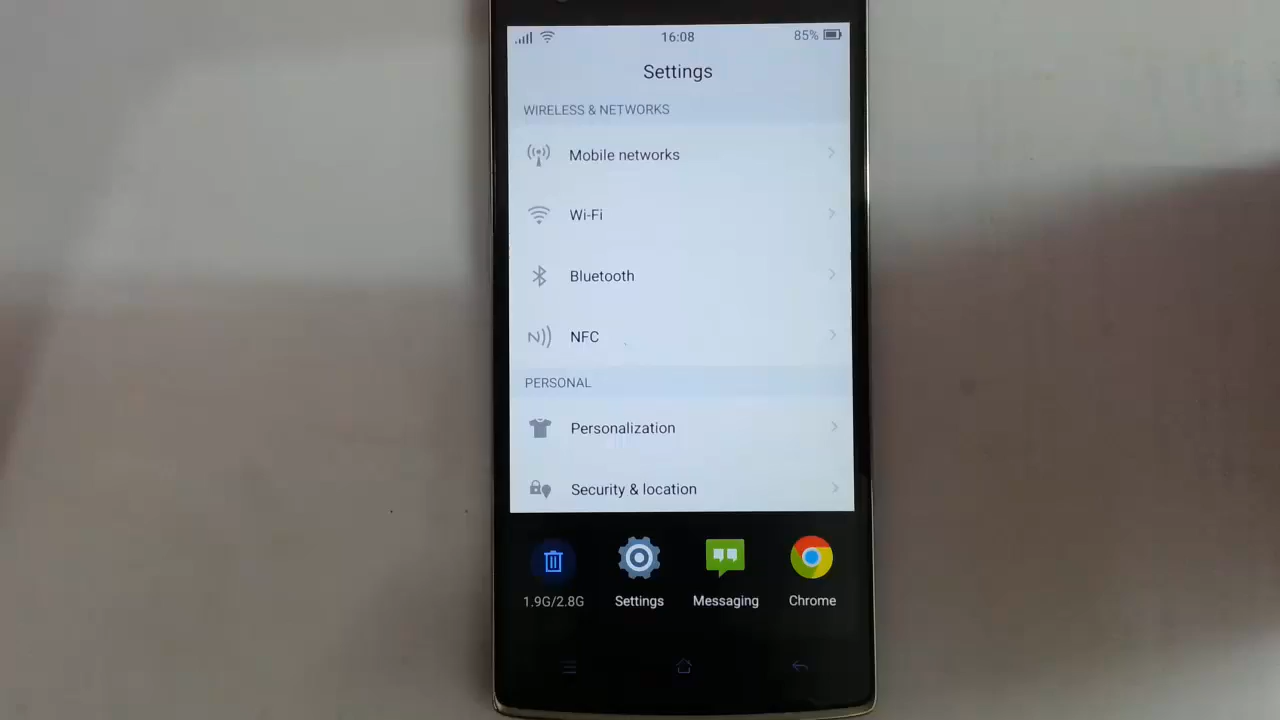 16:08 85%
Settings
WIRELESS & NETWORKS
Mobile networks
Wi-Fi
Bluetooth
NFC
PERSONAL
Personalization
Security & location
1.9G/2.8G Settings Messaging Chrome